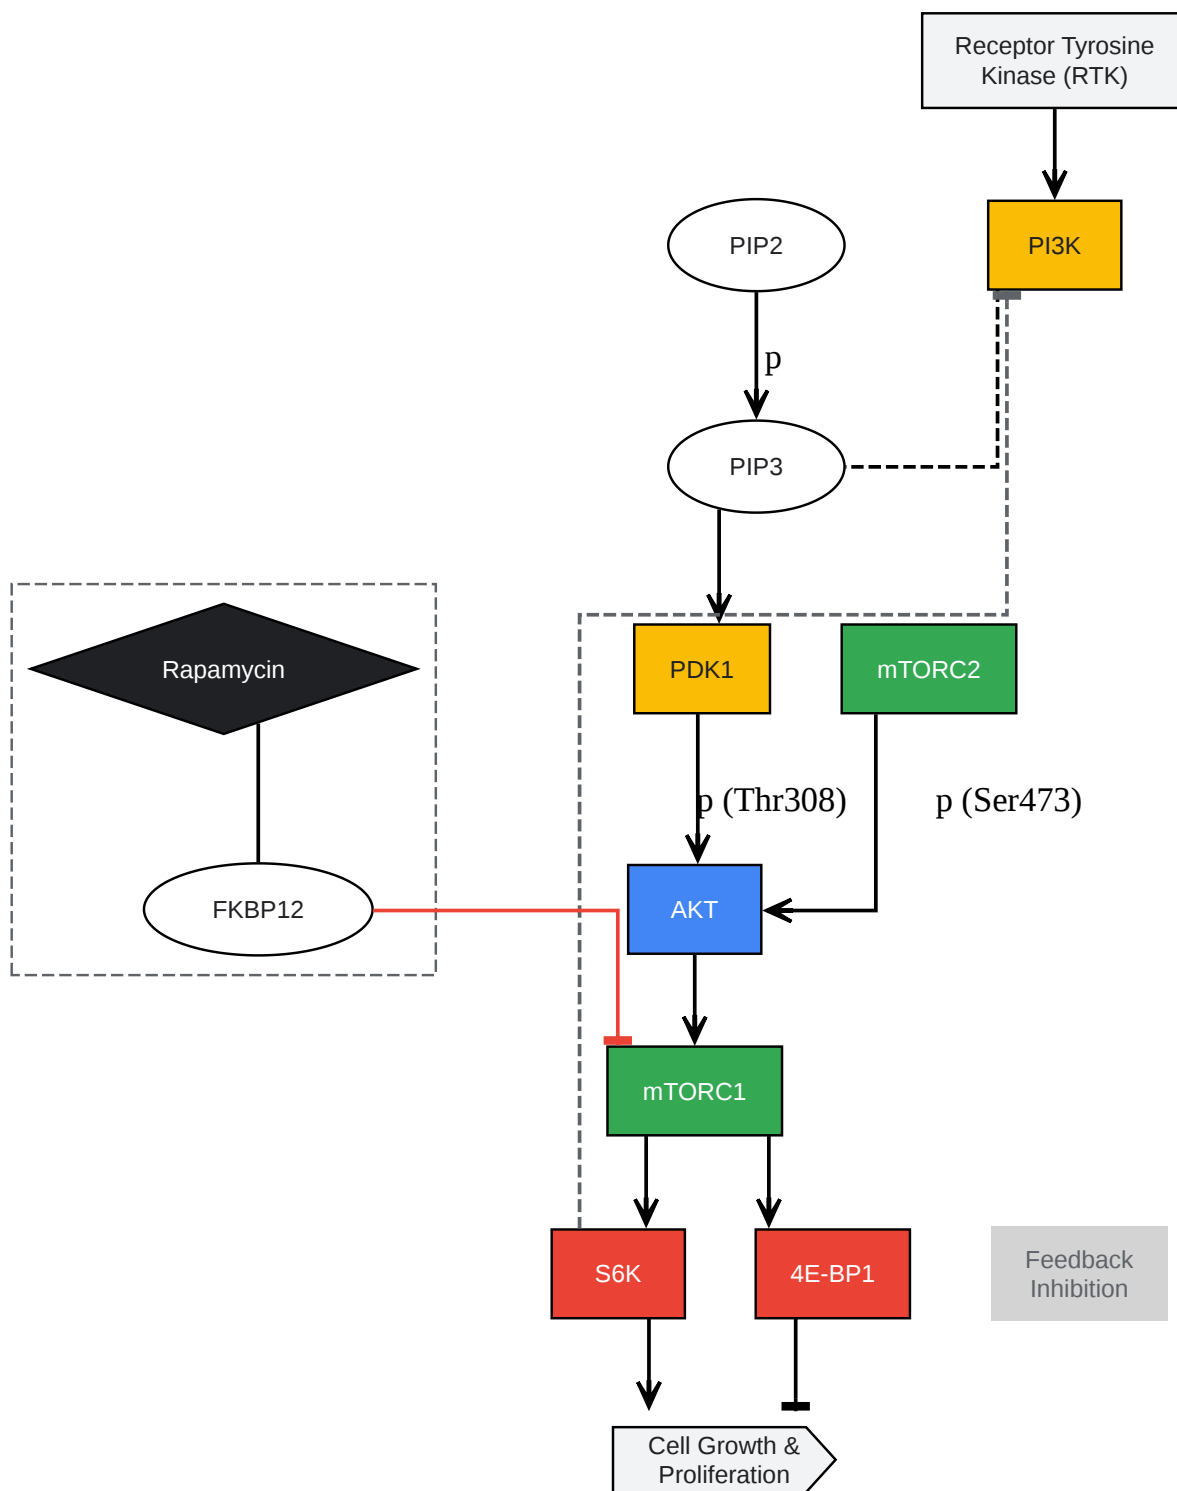 Receptor Tyrosine
Kinase (RTK)
PIP2
PI3K
p
PIP3
Rapamycin
PDK1
mTORC2
p (Thr308)
p (Ser473)
FKBP12
AKT
mTORC1
S6K
4E-BP1
Feedback
Inhibition
Cell Growth &
Proliferation